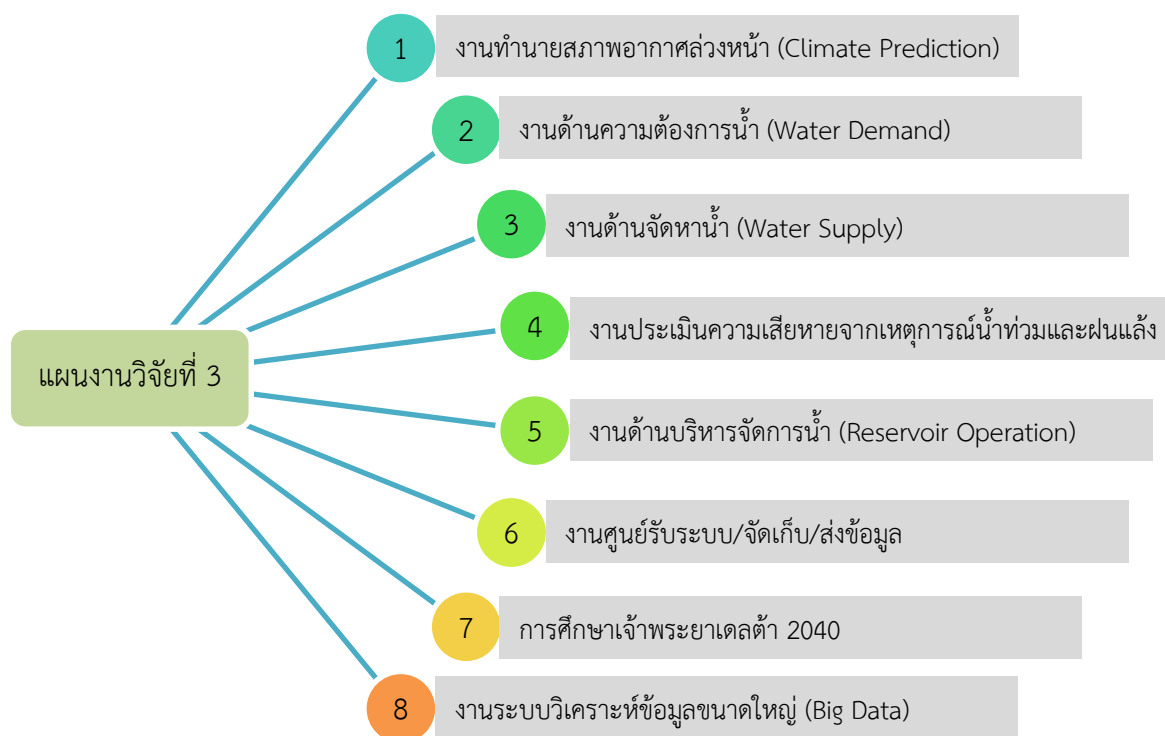 1 งานทำนายสภาพอากาศล่วงหน้า (Climate Prediction)
2 งานด้านความต้องการน้ำ (Water Demand)
3 งานด้านจัดหาน้ำ (Water Supply)
4 งานประเมินความเสียหายจากเหตุการณ์น้ำท่วมและฝนแล้ง
แผนงานวิจัยที่ 3
5 งานด้านบริหารจัดการน้ำ (Reservoir Operation)
6 งานศูนย์รับระบบ/จัดเก็บ/ส่งข้อมูล
7 การศึกษาเจ้าพระยาเดลต้า 2040
8 งานระบบวิเคราะห์ข้อมูลขนาดใหญ่ (Big Data)